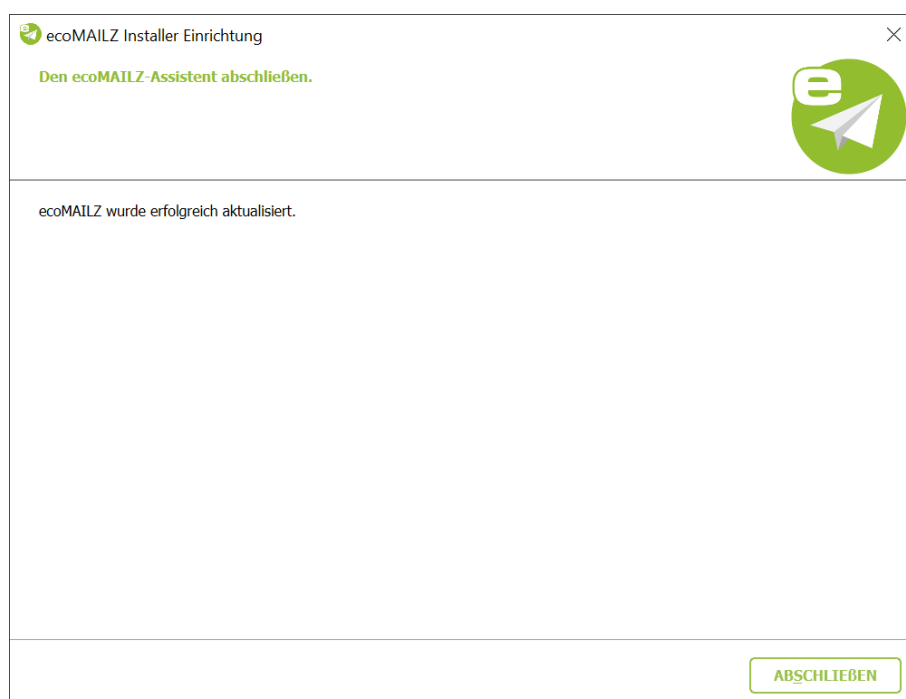 ecoMAILZ Installer Einrichtung
Den ecoMAILZ-Assistent abschließen.
e
ecoMAILZ wurde erfolgreich aktualisiert.
ABSCHLIEßEN